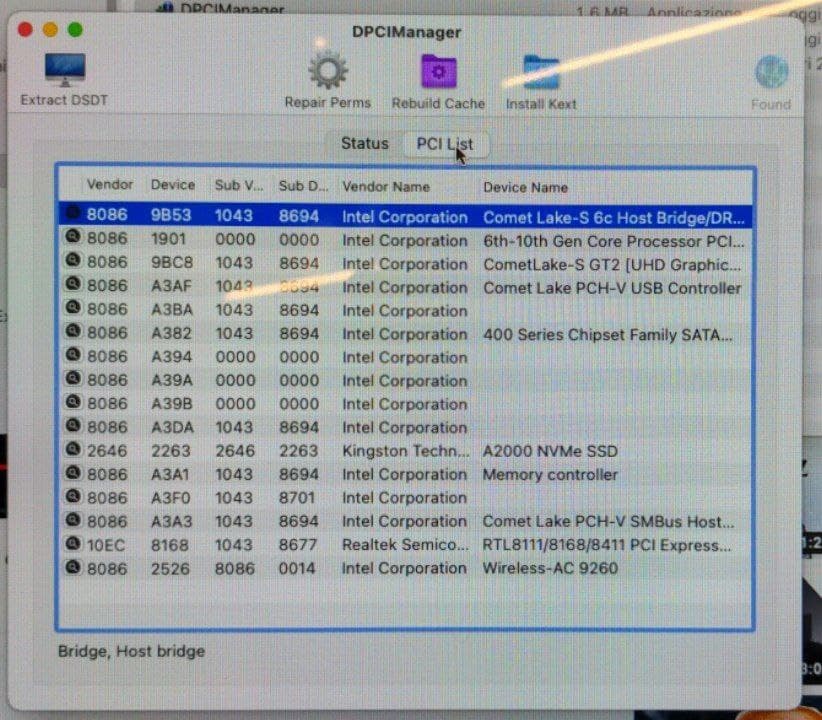 DPCIManager
1,6 MB Applicazione
DPCIManager
Extract DSDT
Repair Perms
Rebuild Cache
Install Kext
Found
Status
PCI List
Vendor Device Sub V... Sub D... Vendor Name Device Name
8086 9B53 1043 8694 Intel Corporation Comet Lake-S 6c Host Bridge/DR...
8086 1901 0000 0000 Intel Corporation 6th-10th Gen Core Processor PCI...
8086 9BC8 1043 8694 Intel Corporation CometLake-S GT2 [UHD Graphic...
8086 A3AF 1043 8694 Intel Corporation Comet Lake PCH-V USB Controller
8086 A3BA 1043 8694 Intel Corporation
8086 A382 1043 8694 Intel Corporation 400 Series Chipset Family SATA...
8086 A394 0000 0000 Intel Corporation
8086 A39A 0000 0000 Intel Corporation
8086 A39B 0000 0000 Intel Corporation
8086 A3DA 1043 8694 Intel Corporation
2646 2263 2646 2263 Kingston Techn... A2000 NVMe SSD
8086 A3A1 1043 8694 Intel Corporation Memory controller
8086 A3F0 1043 8701 Intel Corporation
8086 A3A3 1043 8694 Intel Corporation Comet Lake PCH-V SMBus Host...
10EC 8168 1043 8677 Realtek Semico... RTL8111/8168/8411 PCI Express...
8086 2526 8086 0014 Intel Corporation Wireless-AC 9260
Bridge, Host bridge